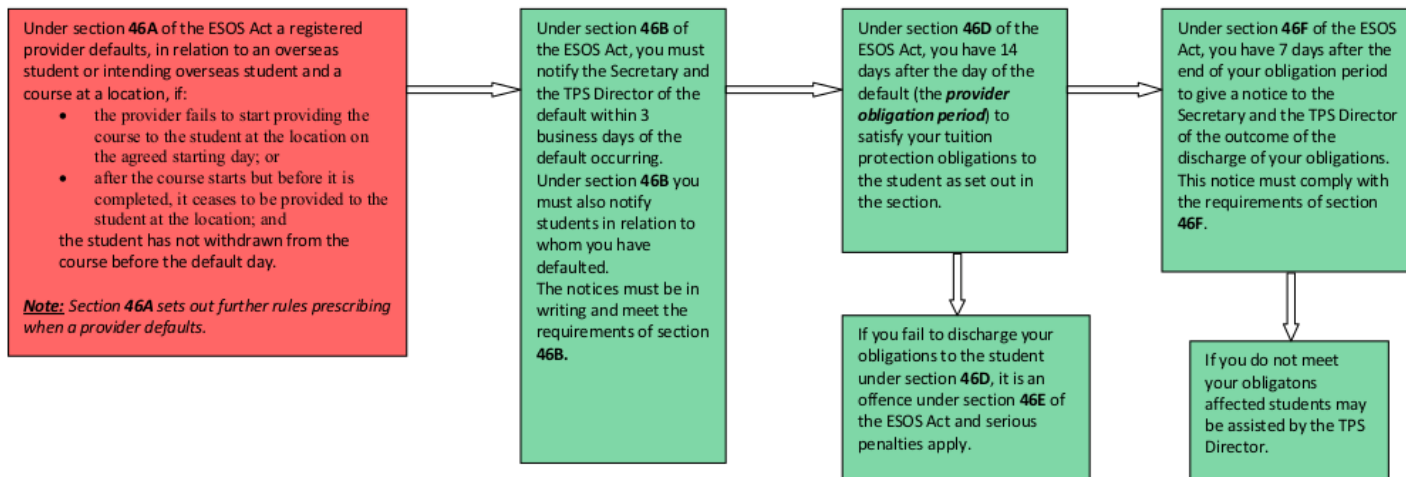 Under section 46A of the ESOS Act a registered
provider defaults, in relation to an overseas
student or intending overseas student and a
course at a location, if:
• the provider fails to start providing the
course to the student at the location on
the agreed starting day; or
• after the course starts but before it is
completed, it ceases to be provided to the
student at the location; and
the student has not withdrawn from the
course before the default day.
Note: Section 46A sets out further rules prescribing
when a provider defaults.
Under section 46B of
the ESOS Act, you must
notify the Secretary and
the TPS Director of the
default within 3
business days of the
default occurring.
Under section 46B you
must also notify
students in relation to
whom you have
defaulted.
The notices must be in
writing and meet the
requirements of section
46B.
Under section 46D of the
ESOS Act, you have 14
days after the day of the
default (the provider
obligation period) to
satisfy your tuition
protection obligations to
the student as set out in
the section.
If you fail to discharge your
obligations to the student
under section 46D, it is an
offence under section 46E of
the ESOS Act and serious
penalties apply.
Under section 46F of the ESOS
Act, you have 7 days after the
end of your obligation period
to give a notice to the
Secretary and the TPS Director
of the outcome of the
discharge of your obligations.
This notice must comply with
the requirements of section
46F.
If you do not meet
your obligatons
affected students may
be assisted by the TPS
Director.